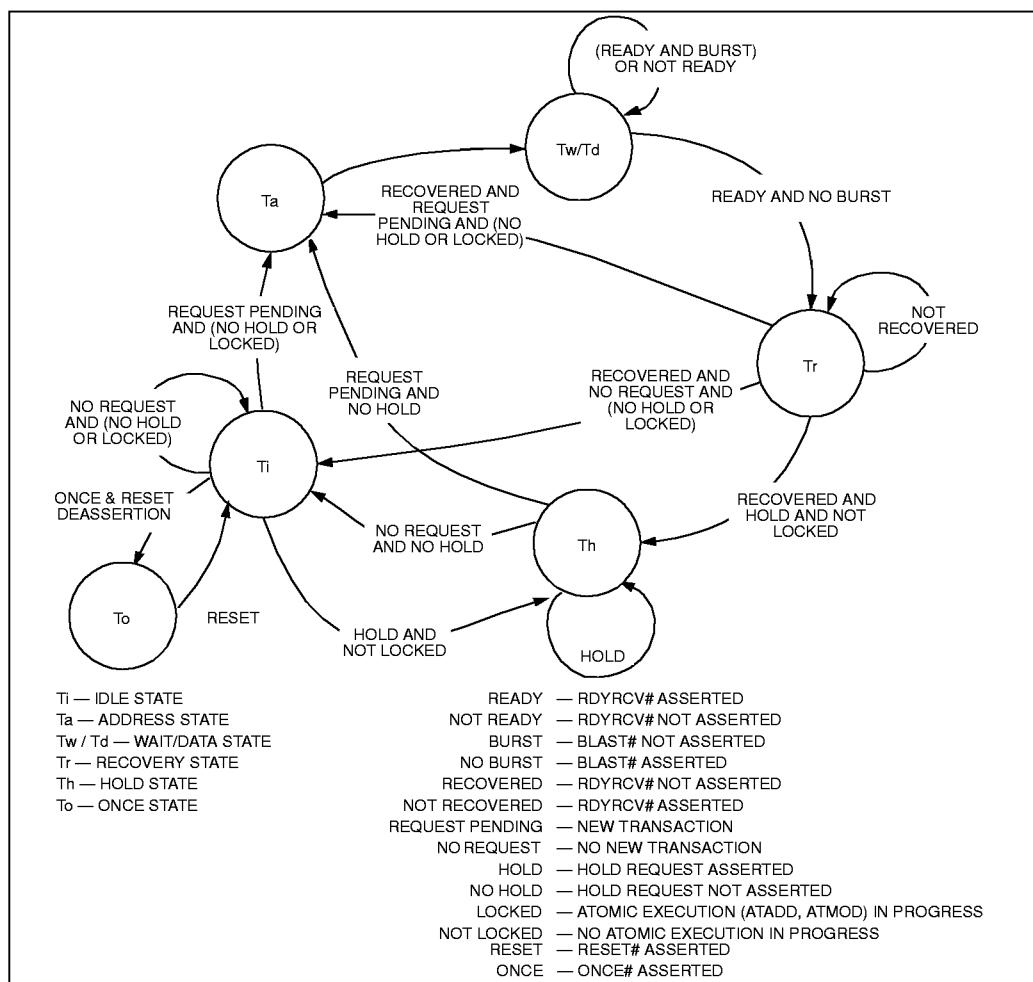 (READY AND BURST)
OR NOT READY
Tw/Td
Ta
RECOVERED AND
REQUEST
PENDING AND (NO
HOLD OR LOCKED)
READY AND NO BURST
REQUEST PENDING
AND (NO HOLD OR
LOCKED)
NOT
RECOVERED
Tr
REQUEST
PENDING AND
NO HOLD
RECOVERED AND
NO REQUEST AND
(NO HOLD OR
LOCKED)
NO REQUEST
AND (NO HOLD
OR LOCKED)
Ti
ONCE & RESET
DEASSERTION
NO REQUEST
AND NO HOLD
Th
RECOVERED AND
HOLD AND NOT
LOCKED
To
RESET
HOLD AND
NOT LOCKED
HOLD
Ti — IDLE STATE
Ta — ADDRESS STATE
Tw / Td — WAIT/DATA STATE
Tr — RECOVERY STATE
Th — HOLD STATE
To — ONCE STATE
READY — RDYRCV# ASSERTED
NOT READY — RDYRCV# NOT ASSERTED
BURST — BLAST# NOT ASSERTED
NO BURST — BLAST# ASSERTED
RECOVERED — RDYRCV# NOT ASSERTED
NOT RECOVERED — RDYRCV# ASSERTED
REQUEST PENDING — NEW TRANSACTION
NO REQUEST — NO NEW TRANSACTION
HOLD — HOLD REQUEST ASSERTED
NO HOLD — HOLD REQUEST NOT ASSERTED
LOCKED — ATOMIC EXECUTION (ATADD, ATMOD) IN PROGRESS
NOT LOCKED — NO ATOMIC EXECUTION IN PROGRESS
RESET — RESET# ASSERTED
ONCE — ONCE# ASSERTED